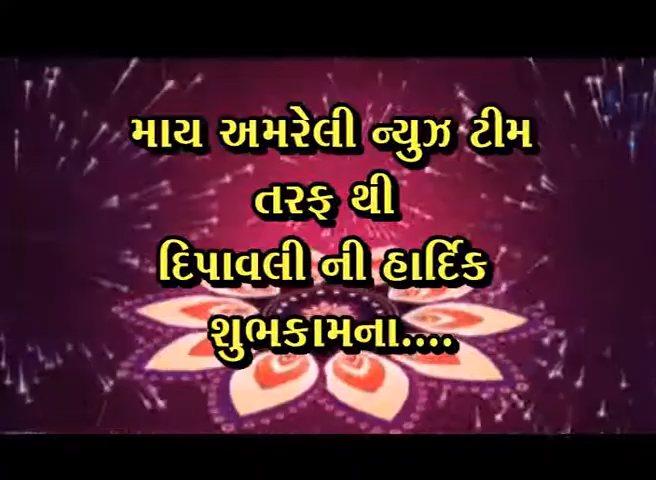 માય અમરેલી ન્યુઝ ટીમ
તરફ થી
દિપાવલી ની હાર્દિક
શુભકામના....